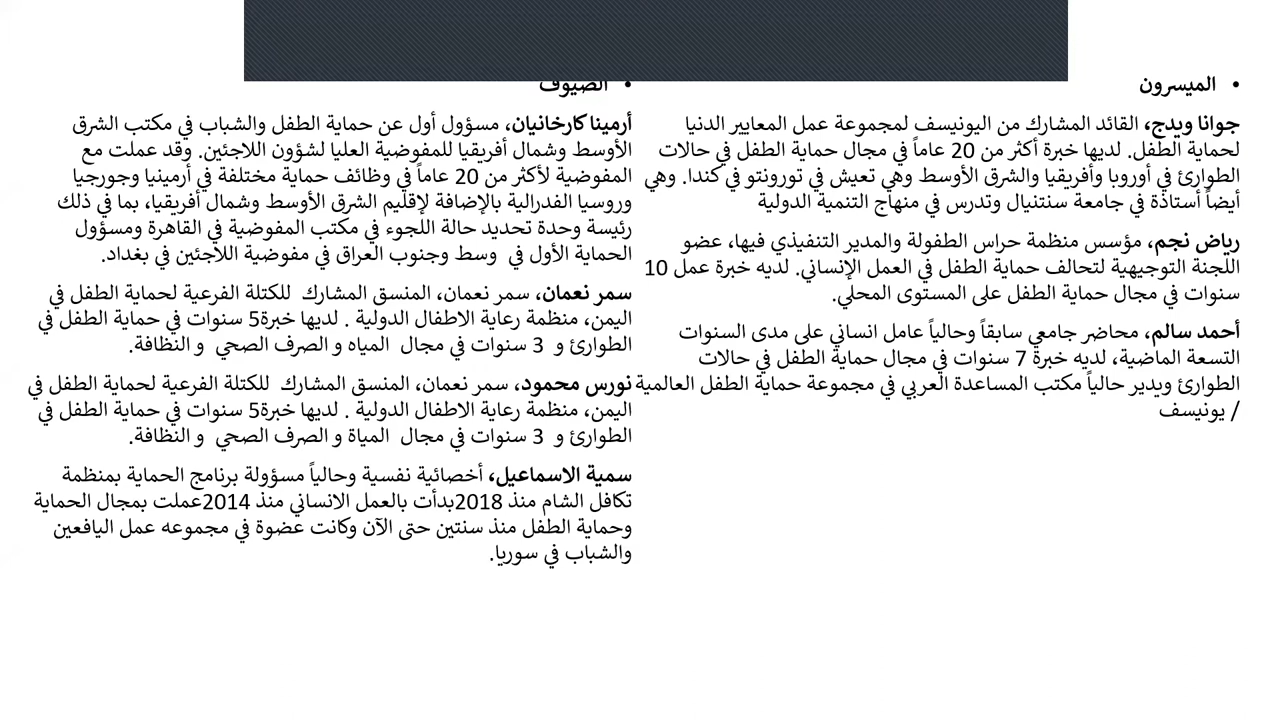 • الميسرون
جوانا ويدج، القائد المشارك من اليونيسف لمجموعة عمل المعايير الدنيا
لحماية الطفل. لديها خبرة أكثر من 20 عاماً في مجال حماية الطفل في حالات
الطوارئ في أوروبا وأفريقيا والشرق الأوسط وهي تعيش في تورونتو في كندا. وهي
أيضاً أستاذة في جامعة سنتنيال وتدرس في منهاج التنمية الدولية
رياض نجم، مؤسس منظمة حراس الطفولة والمدير التنفيذي فيها، عضو
اللجنة التوجيهية لتحالف حماية الطفل في العمل الإنساني. لديه خبرة عمل 10
سنوات في مجال حماية الطفل على المستوى المحلي.
أحمد سالم، محاضر جامعي سابقاً وحالياً عامل انساني على مدى السنوات
التسعة الماضية، لديه خبرة 7 سنوات في مجال حماية الطفل في حالات
الطوارئ ويدير حالياً مكتب المساعدة العربي في مجموعة حماية الطفل العالمية
/ يونيسف
• الضيوف
أرمينا كارخانيان، مسؤول أول عن حماية الطفل والشباب في مكتب الشرق
الأوسط وشمال أفريقيا للمفوضية العليا لشؤون اللاجئين. وقد عملت مع
المفوضية لأكثر من 20 عاماً في وظائف حماية مختلفة في أرمينيا وجورجيا
وروسيا الفدرالية بالإضافة لإقليم الشرق الأوسط وشمال أفريقيا، بما في ذلك
رئيسة وحدة تحديد حالة اللجوء في مكتب المفوضية في القاهرة ومسؤول
الحماية الأول في وسط وجنوب العراق في مفوضية اللاجئين في بغداد.
سمر نعمان، سمر نعمان، المنسق المشارك للكتلة الفرعية لحماية الطفل في
اليمن، منظمة رعاية الاطفال الدولية . لديها خبرة5 سنوات في حماية الطفل في
الطوارئ و 3 سنوات في مجال المياه و الصرف الصحي و النظافة.
نورس محمود، سمر نعمان، المنسق المشارك للكتلة الفرعية لحماية الطفل في
اليمن، منظمة رعاية الاطفال الدولية . لديها خبرة5 سنوات في حماية الطفل في
الطوارئ و 3 سنوات في مجال المياة و الصرف الصحي و النظافة.
سمية الاسماعيل، أخصائية نفسية وحالياً مسؤولة برنامج الحماية بمنظمة
تكافل الشام منذ 2018بدأت بالعمل الانساني منذ 2014عملت بمجال الحماية
وحماية الطفل منذ سنتين حتى الآن وكانت عضوة في مجموعه عمل اليافعين
والشباب في سوريا.